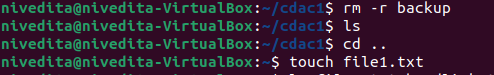 nivedita@nivedita-VirtualBox:~/cdac1$ rm -r backup
nivedita@nivedita-VirtualBox:~/cdac1$ ls
nivedita@nivedita-VirtualBox:~/cdac1$ cd ..
nivedita@nivedita-VirtualBox:~$ touch file1.txt